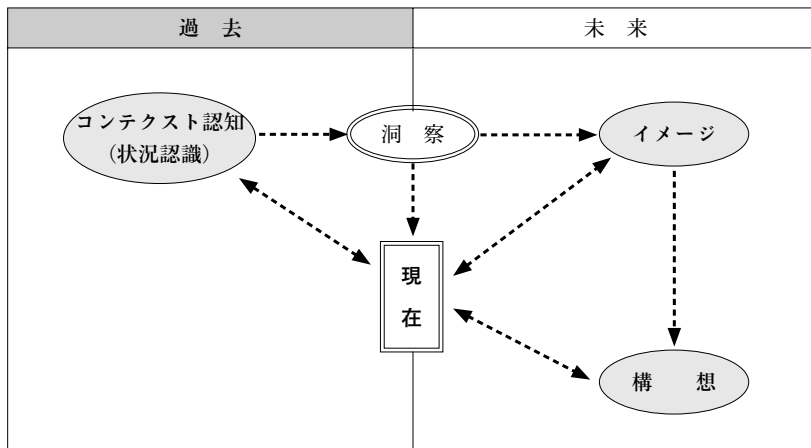 過 去
未 来
コンテクスト認知
（状況認識）
洞 察
イメージ
現
在
構 想